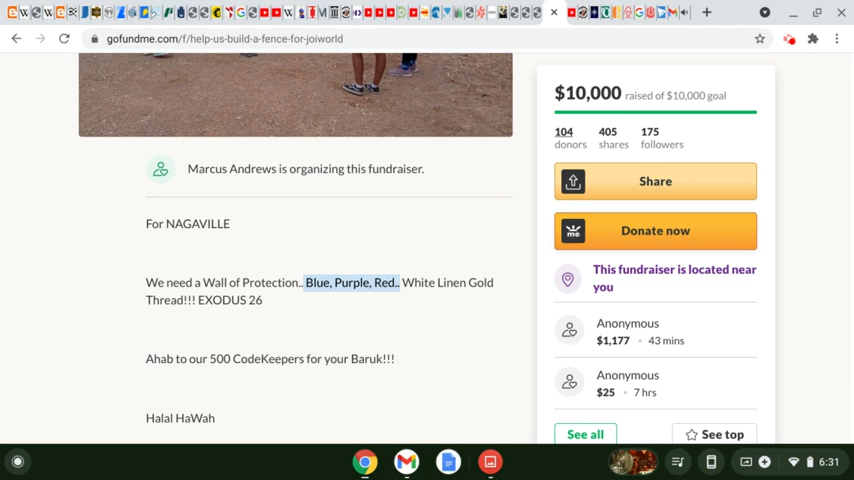 gofundme.com/f/help-us-build-a-fence-for-joiworld
$10,000 raised of $10,000 goal
104 405 175
donors shares followers
Marcus Andrews is organizing this fundraiser.
Share
For NAGAVILLE
me Donate now
We need a Wall of Protection.. Blue, Purple, Red.. White Linen Gold
Thread!!! EXODUS 26
This fundraiser is located near
you
Anonymous
$1,177 • 43 mins
Ahab to our 500 CodeKeepers for your Baruk!!!
Anonymous
$25 • 7 hrs
Halal HaWah
See all See top
6:31